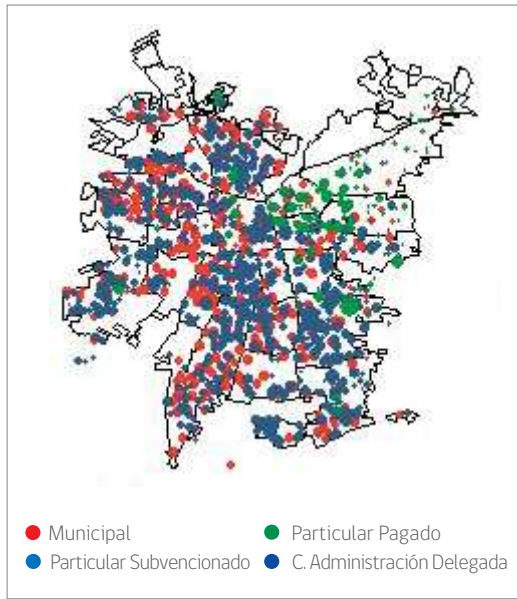 Municipal
Particular Pagado
Particular Subvencionado
C. Administración Delegada